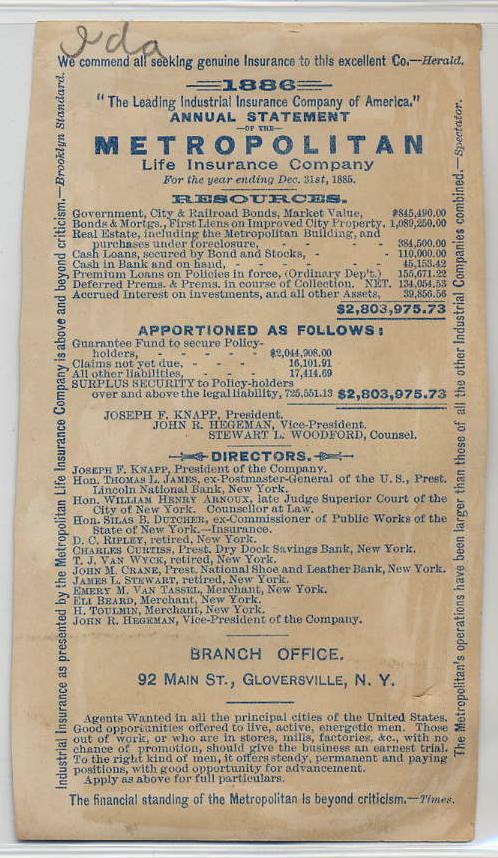 Ida
We commend all seeking genuine Insurance to this excellent Co.—Herald.
1886
"The Leading Industrial Insurance Company of America."
ANNUAL STATEMENT
—OF THE—
METROPOLITAN
Life Insurance Company
For the year ending Dec. 31st, 1885.
RESOURCES.
Government, City & Railroad Bonds, Market Value, $845,490.00
Bonds & Mortgs., First Liens on Improved City Property, 1,089,250.00
Real Estate, including the Metropolitan Building, and
purchases under foreclosure, - - - - 384,500.00
Cash Loans, secured by Bond and Stocks, - - 110,000.00
Cash in Bank and on hand, - - - - 45,153.42
Premium Loans on Policies in force, (Ordinary Dep't.) 155,671.22
Deferred Prems. & Prems. in course of Collection. NET. 134,054.53
Accrued Interest on investments, and all other Assets, 39,856.56
$2,803,975.73
APPORTIONED AS FOLLOWS:
Guarantee Fund to secure Policy-
holders, - - - - - $2,044,908.00
Claims not yet due, - - - - 16,101.91
All other liabilities, - - - - 17,414.69
SURPLUS SECURITY to Policy-holders
over and above the legal liability, 725,551.13 $2,803,975.73
JOSEPH F. KNAPP, President.
JOHN R. HEGEMAN, Vice-President.
STEWART L. WOODFORD, Counsel.
DIRECTORS.
JOSEPH F. KNAPP, President of the Company.
Hon. THOMAS L. JAMES, ex-Postmaster-General of the U. S., Prest.
Lincoln National Bank, New York.
Hon. WILLIAM HENRY ARNOUX, late Judge Superior Court of the
City of New York. Counsellor at Law.
Hon. SILAS B. DUTCHER, ex-Commissioner of Public Works of the
State of New York.—Insurance.
D. C. RIPLEY, retired, New York.
CHARLES CURTISS, Prest. Dry Dock Savings Bank, New York.
T. J. VAN WYCK, retired, New York.
JOHN M. CRANE, Prest. National Shoe and Leather Bank, New York.
JAMES L. STEWART, retired, New York.
EMERY M. VAN TASSEL, Merchant, New York.
ELI BEARD, Merchant, New York.
H. TOULMIN, Merchant, New York.
JOHN R. HEGEMAN, Vice-President of the Company.
BRANCH OFFICE.
92 MAIN ST., GLOVERSVILLE, N. Y.
Agents Wanted in all the principal cities of the United States.
Good opportunities offered to live, active, energetic men. Those
out of work, or who are in stores, mills, factories, &c., with no
chance of promotion, should give the business an earnest trial.
To the right kind of men, it offers steady, permanent and paying
positions, with good opportunity for advancement.
Apply as above for full particulars.
The financial standing of the Metropolitan is beyond criticism.—Times.
Industrial Insurance as presented by the Metropolitan Life Insurance Company is above and beyond criticism.—Brooklyn Standard.
The Metropolitan's operations have been larger than those of all the other Industrial Companies combined.—Spectator.